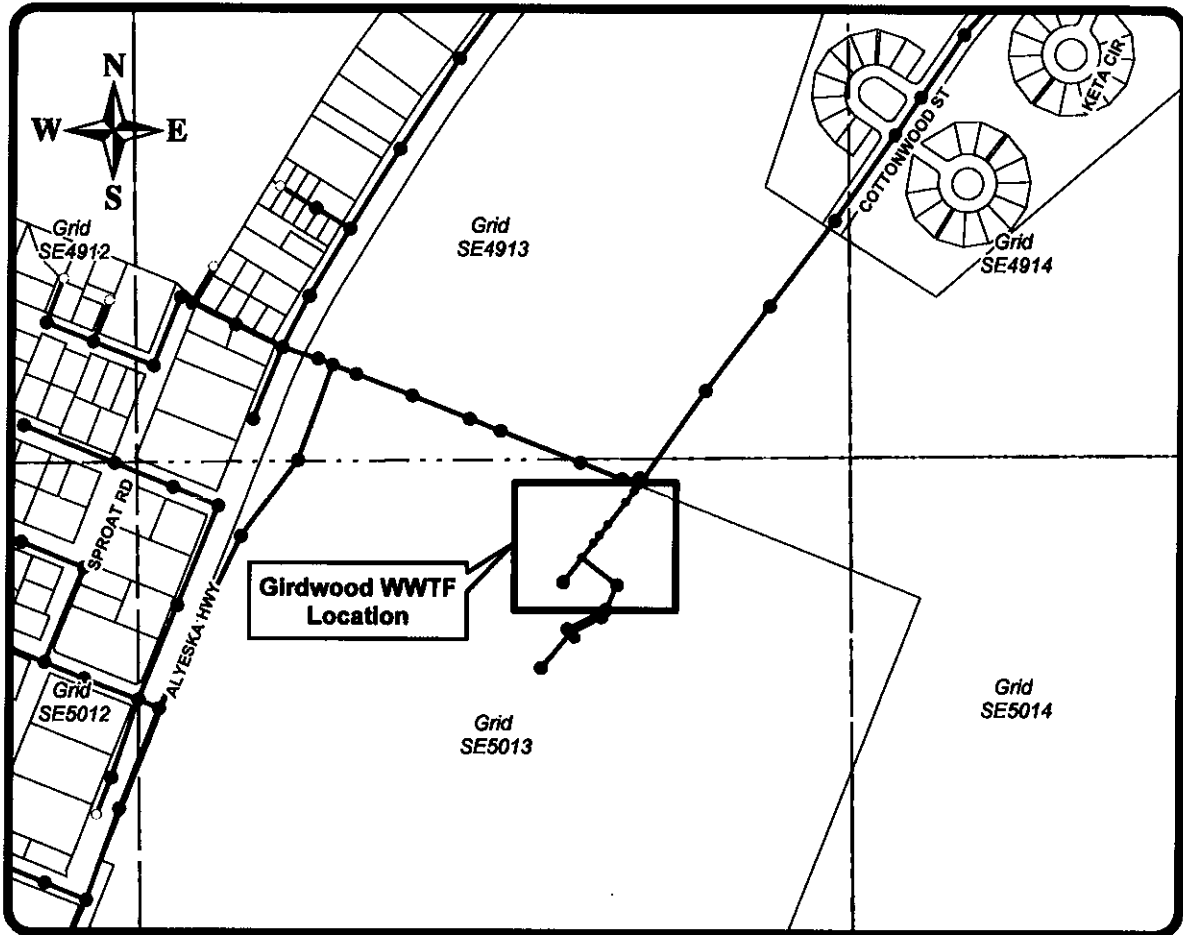 N
W E
S
KETA CIR
COTTONWOOD ST
Grid
SE4912
Grid
SE4913
Grid
SE4914
SPROAT RD
Girdwood WWTF
Location
ALYESKA HWY
Grid
SE5012
Grid
SE5013
Grid
SE5014